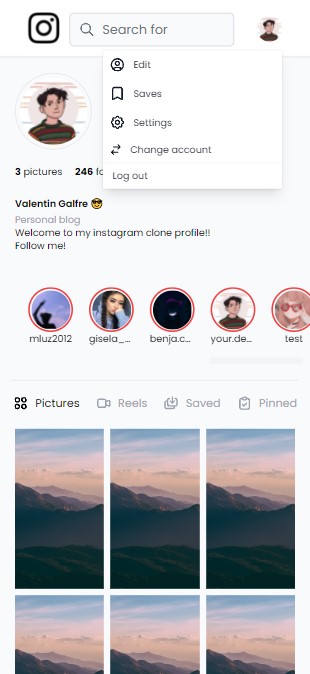 Search for
Edit
Saves
Settings
Change account
Log out
3 pictures 246 fo
Valentin Galfre 😎
Personal blog
Welcome to my instagram clone profile!!
Follow me!
mluz2012 gisela_... benja.c... your.de... test
Pictures Reels Saved Pinned